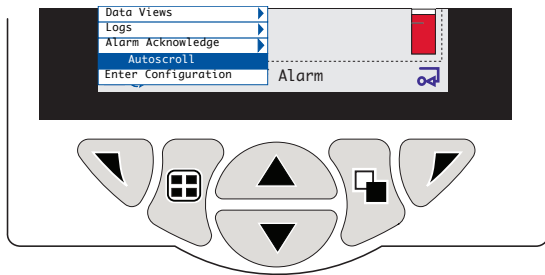 Data Views
Logs
Alarm Acknowledge
Autoscroll
Enter Configuration
Alarm